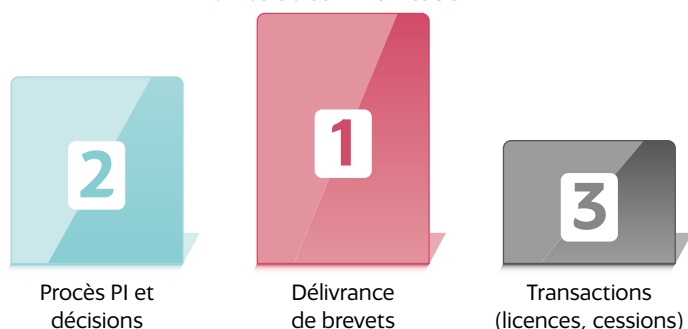 2
1
3
Procès PI et
décisions
Délivrance
de brevets
Transactions
(licences, cessions)